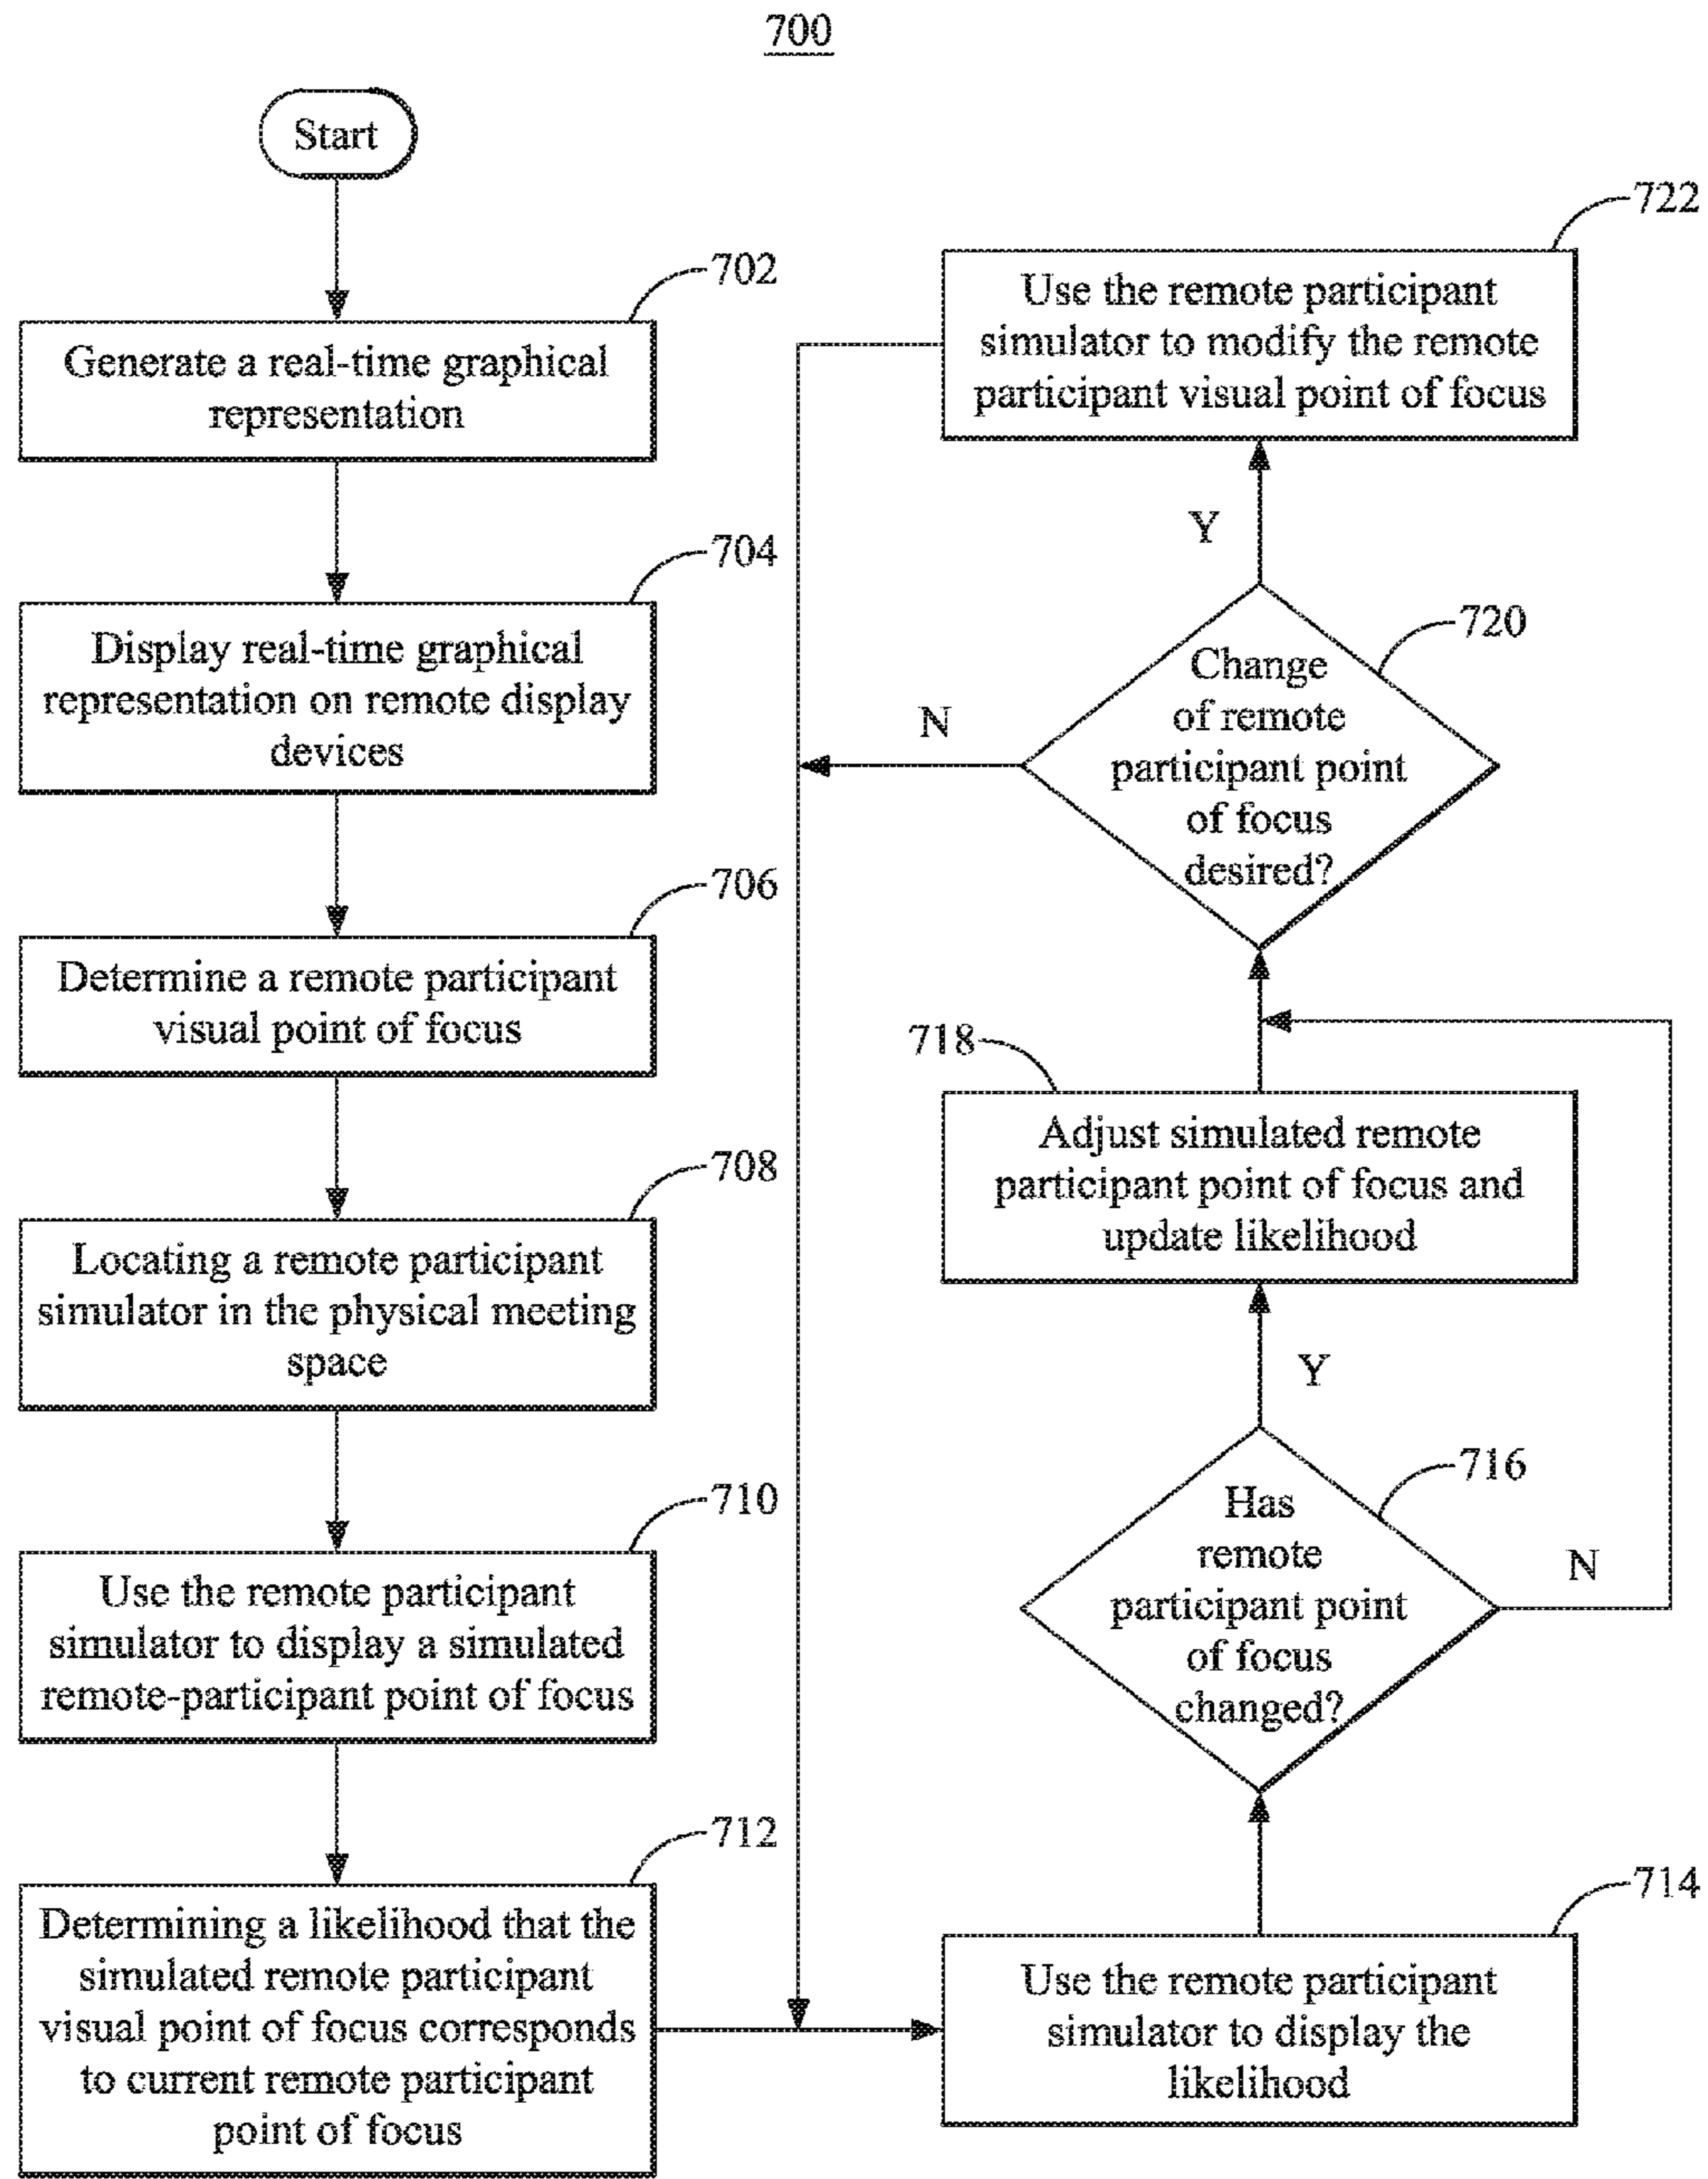 700
Start
702
Generate a real-time graphical
representation
704
Display real-time graphical
representation on remote display
devices
706
Determine a remote participant
visual point of focus
708
Locating a remote participant
simulator in the physical meeting
space
710
Use the remote participant
simulator to display a simulated
remote-participant point of focus
712
Determining a likelihood that the
simulated remote participant
visual point of focus corresponds
to current remote participant
point of focus
714
Use the remote participant
simulator to display the
likelihood
716
Has
remote
participant point
of focus
changed?
N
Y
718
Adjust simulated remote
participant point of focus and
update likelihood
720
Change
of remote
participant point
of focus
desired?
N
Y
722
Use the remote participant
simulator to modify the remote
participant visual point of focus